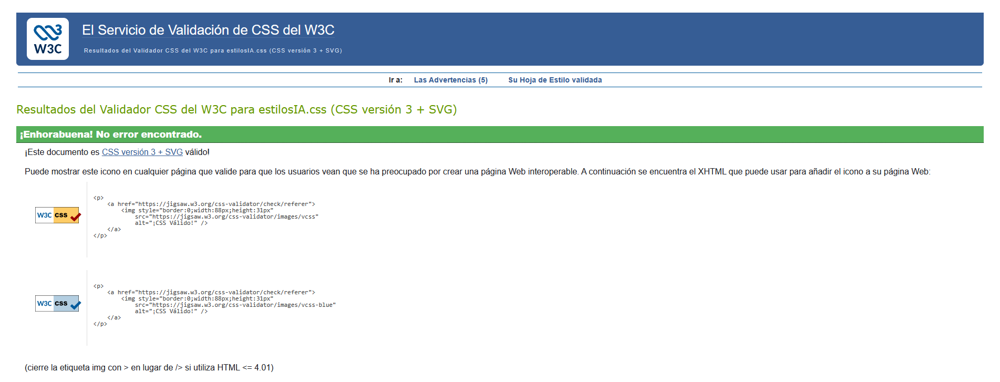 W3C
El Servicio de Validación de CSS del W3C
Resultados del Validador CSS del W3C para estilosIA.css (CSS versión 3 + SVG)
Ir a: Las Advertencias (5) Su Hoja de Estilo validada
Resultados del Validador CSS del W3C para estilosIA.css (CSS versión 3 + SVG)
¡Enhorabuena! No error encontrado.
¡Este documento es CSS versión 3 + SVG válido!
Puede mostrar este icono en cualquier página que valide para que los usuarios vean que se ha preocupado por crear una página Web interoperable. A continuación se encuentra el XHTML que puede usar para añadir el icono a su página Web:
W3C css
<p>
<a href="https://jigsaw.w3.org/css-validator/check/referer">
<img style="border:0;width:88px;height:31px"
src="https://jigsaw.w3.org/css-validator/images/vcss"
alt="¡CSS Válido!" />
</a>
</p>
W3C css
<p>
<a href="https://jigsaw.w3.org/css-validator/check/referer">
<img style="border:0;width:88px;height:31px"
src="https://jigsaw.w3.org/css-validator/images/vcss-blue"
alt="¡CSS Válido!" />
</a>
</p>
(cierre la etiqueta img con > en lugar de /> si utiliza HTML <= 4.01)